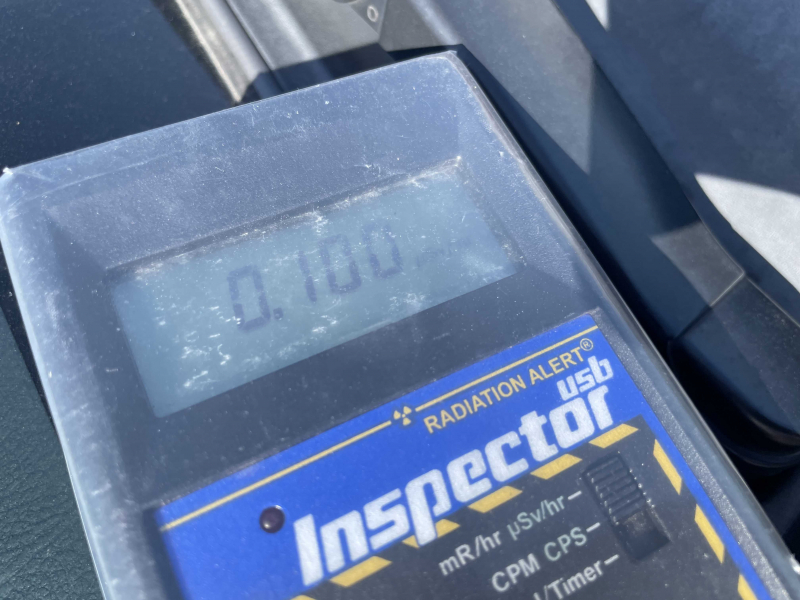 0.100
RADIATION ALERT®
Inspector usb
mR/hr µSv/hr
CPM CPS
/Timer